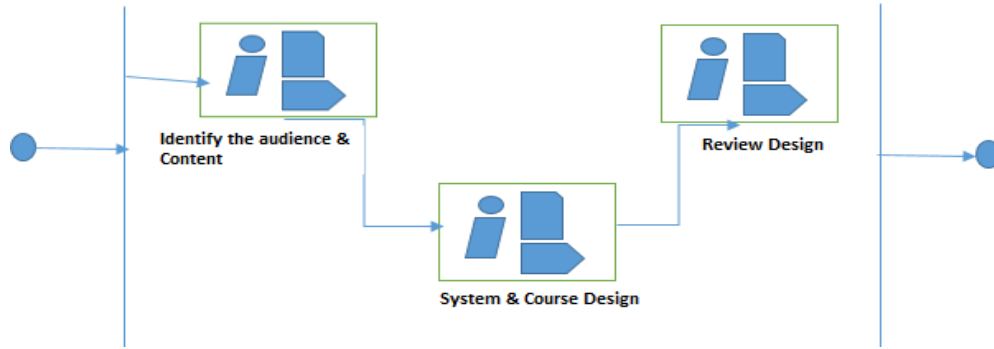 Identify the audience &
Content
Review Design
System & Course Design